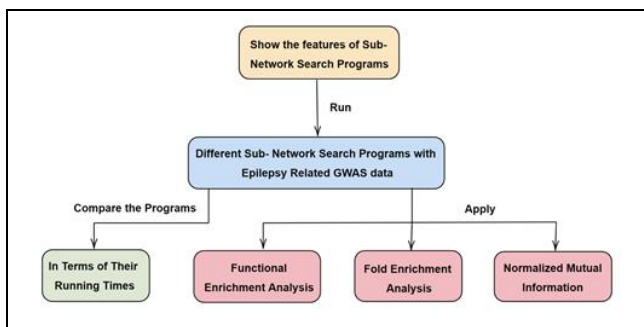 Show the features of Sub-
Network Search Programs
Run
Different Sub- Network Search Programs with
Epilepsy Related GWAS data
Compare the Programs
Apply
In Terms of Their
Running Times
Functional
Enrichment Analysis
Fold Enrichment
Analysis
Normalized Mutual
Information